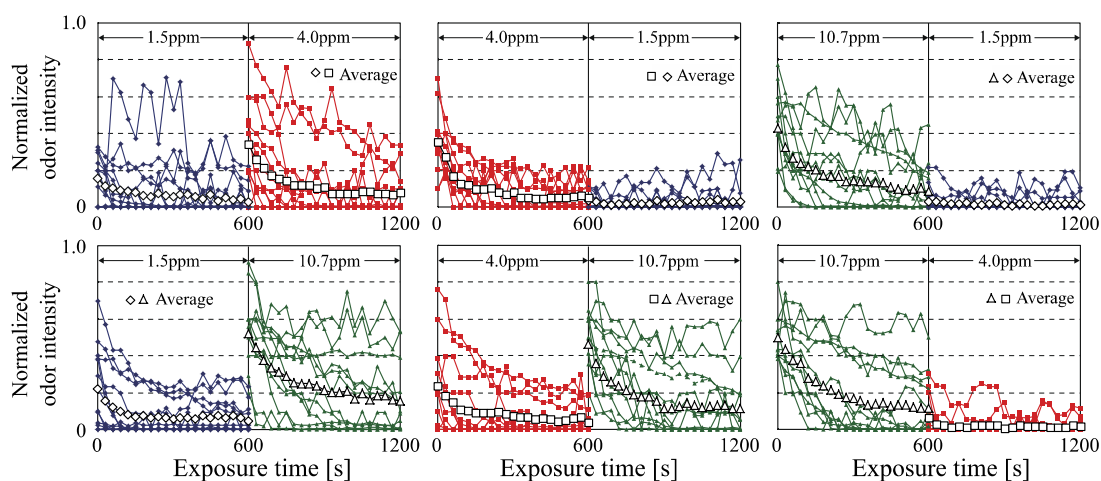 1.0
1.5ppm 4.0ppm 4.0ppm 1.5ppm 10.7ppm 1.5ppm
Average Average Average
Normalized
odor intensity
0
0 600 1200 0 600 1200 0 600 1200
1.0
1.5ppm 10.7ppm 4.0ppm 10.7ppm 10.7ppm 4.0ppm
Average Average Average
Normalized
odor intensity
0
0 600 1200 0 600 1200 0 600 1200
Exposure time [s] Exposure time [s] Exposure time [s]